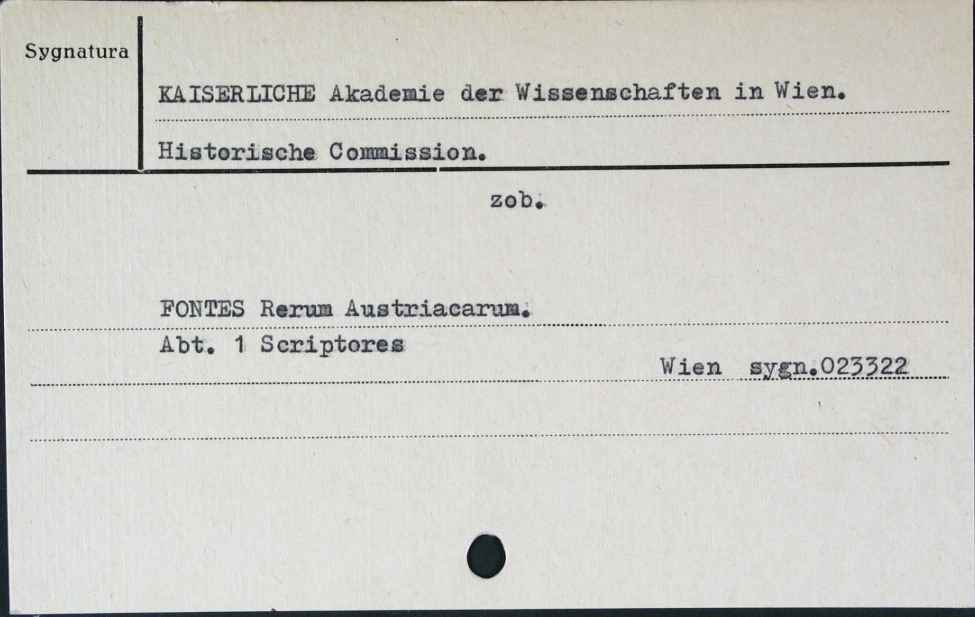 Sygnatura
KAISERLICHE Akademie der Wissenschaften in Wien.
Historische Commission.
zob.
FONTES Rerum Austriacarum.
Abt. 1 Scriptores
Wien sygn.023322